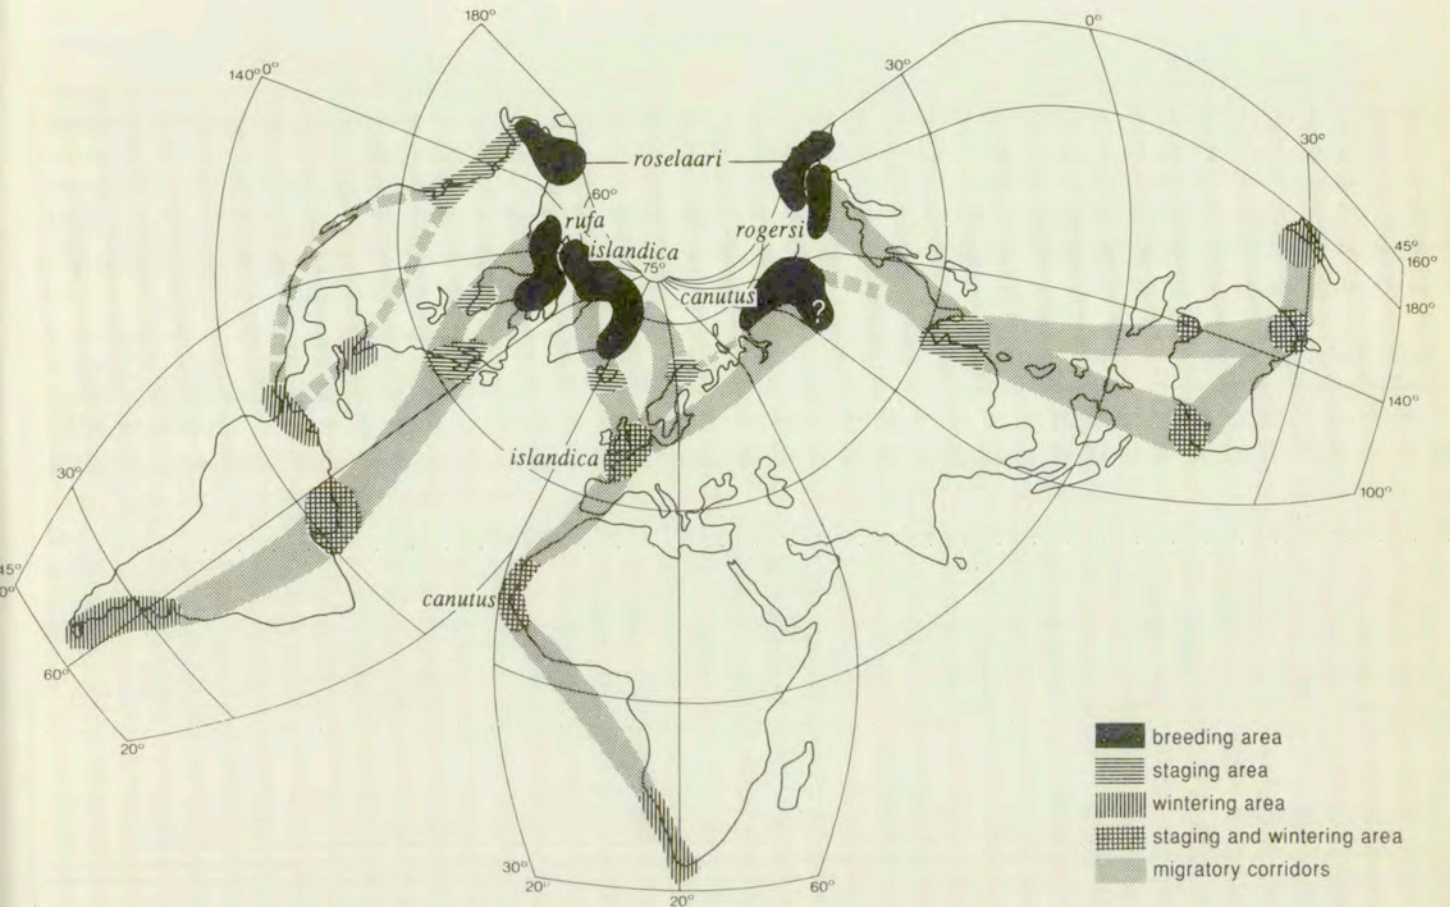 180°
0°
140°
0°
30°
30°
roselaari
60°
rufa
rogersi
islandica
75°
canutus
?
45°
160°
180°
140°
islandica
30°
100°
canutus
45°
60°
20°
30°
20°
20°
60°
breeding area
staging area
wintering area
staging and wintering area
migratory corridors